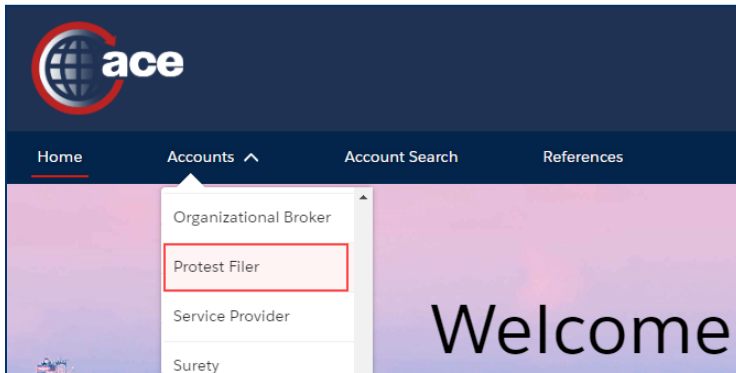 ace
Home Accounts Account Search References
Organizational Broker
Protest Filer
Service Provider
Surety
Welcome